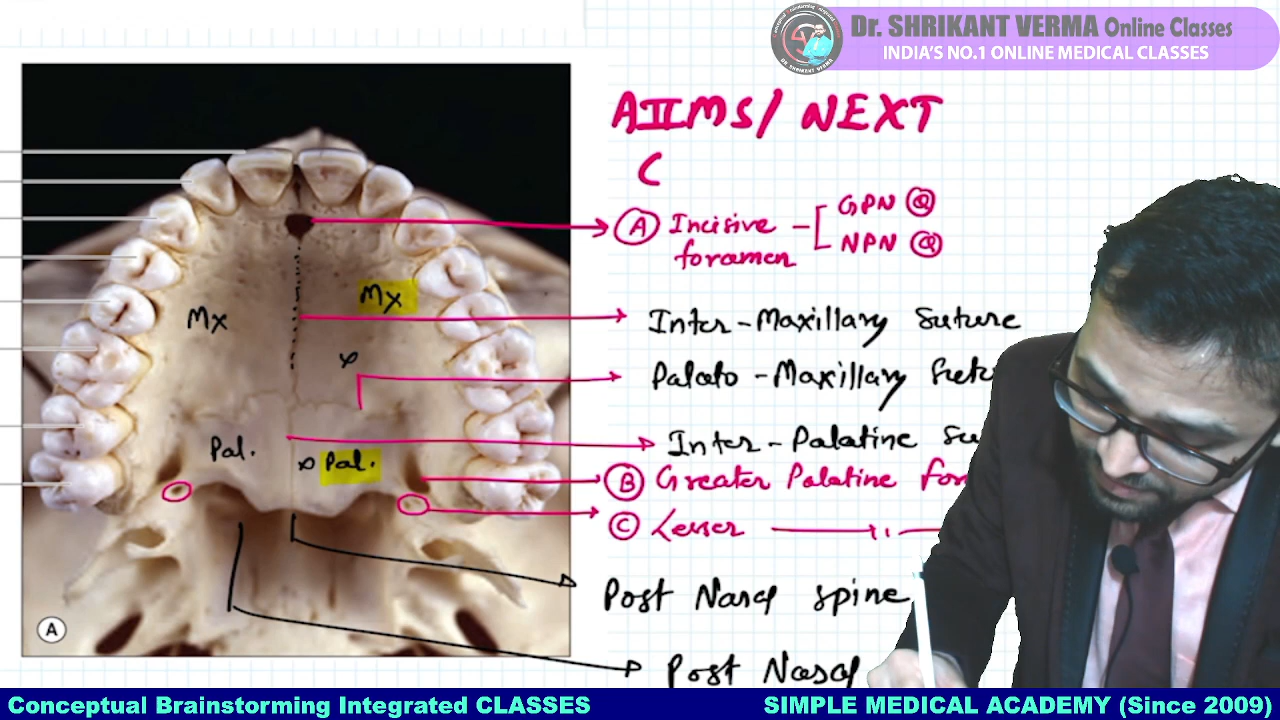 Dr. SHRIKANT VERMA Online Classes
INDIA'S NO.1 ONLINE MEDICAL CLASSES
AIIMS/ NEXT
C
A Incisive foramen
GPN
NPN
Mx
Mx
Inter-Maxillary Suture
Palato-Maxillary
Inter-Palatine
Pal.
Pal.
B Greater Palatine
C Lesser
Post Nasal spine
Post Nasal
A
Conceptual Brainstorming Integrated CLASSES
SIMPLE MEDICAL ACADEMY (Since 2009)